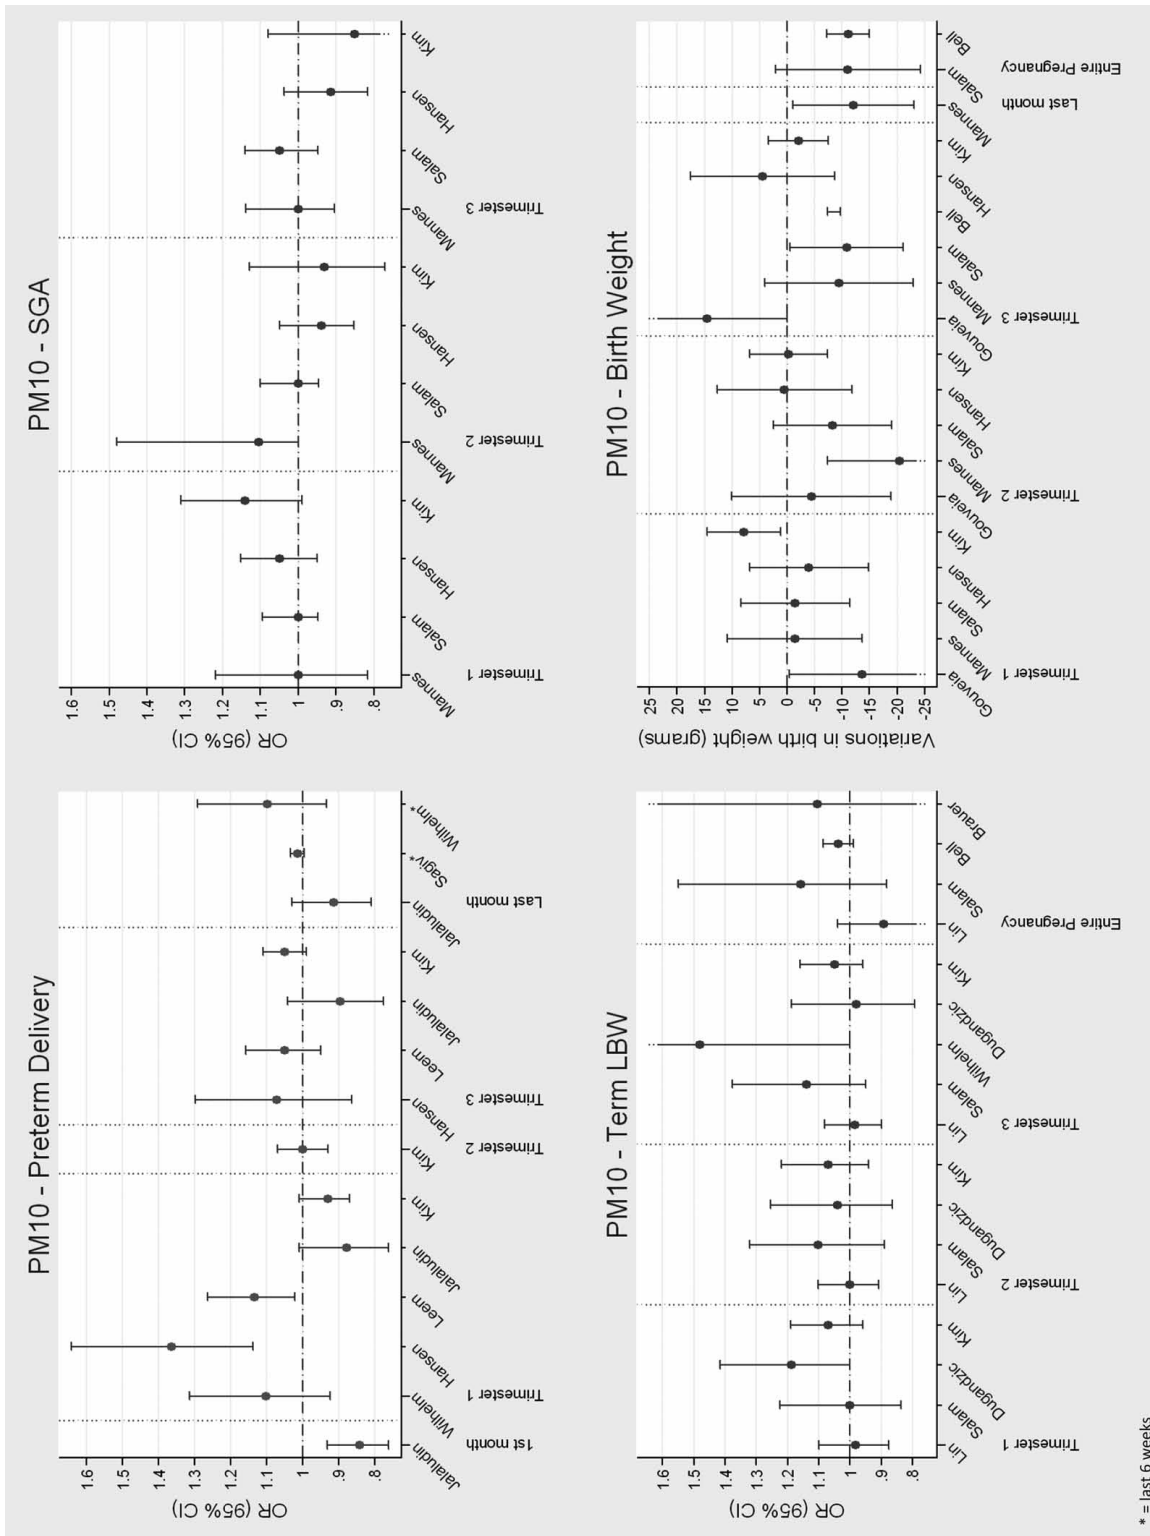 PM10 - Preterm Delivery
OR (95% CI)
1.6
1.5
1.4
1.3
1.2
1.1
1
.9
.8
Jalaludin
Wilhelm
Hansen
Leem
Jalaludin
Kim
Kim
Hansen
Leem
Jalaludin
Kim
Jalaludin
Sagiv*
Wilhelm*
1st month
Trimester 1
Trimester 2
Trimester 3
Last month
PM10 - SGA
OR (95% CI)
1.6
1.5
1.4
1.3
1.2
1.1
1
.9
.8
Mannes
Salam
Hansen
Kim
Mannes
Salam
Hansen
Kim
Mannes
Salam
Hansen
Kim
Trimester 1
Trimester 2
Trimester 3
PM10 - Term LBW
OR (95% CI)
1.6
1.5
1.4
1.3
1.2
1.1
1
.9
.8
Lin
Salam
Dugandzic
Kim
Lin
Salam
Dugandzic
Kim
Lin
Salam
Wilhelm
Dugandzic
Kim
Lin
Salam
Bell
Brauer
Trimester 1
Trimester 2
Trimester 3
Entire Pregnancy
PM10 - Birth Weight
Variations in birth weight (grams)
25
20
15
10
5
0
-5
-10
-15
-20
-25
Gouveia
Mannes
Salam
Hansen
Kim
Gouveia
Mannes
Salam
Hansen
Kim
Gouveia
Mannes
Salam
Bell
Hansen
Kim
Mannes
Salam
Bell
Trimester 1
Trimester 2
Trimester 3
Last month
Entire Pregnancy
* = last 6 weeks